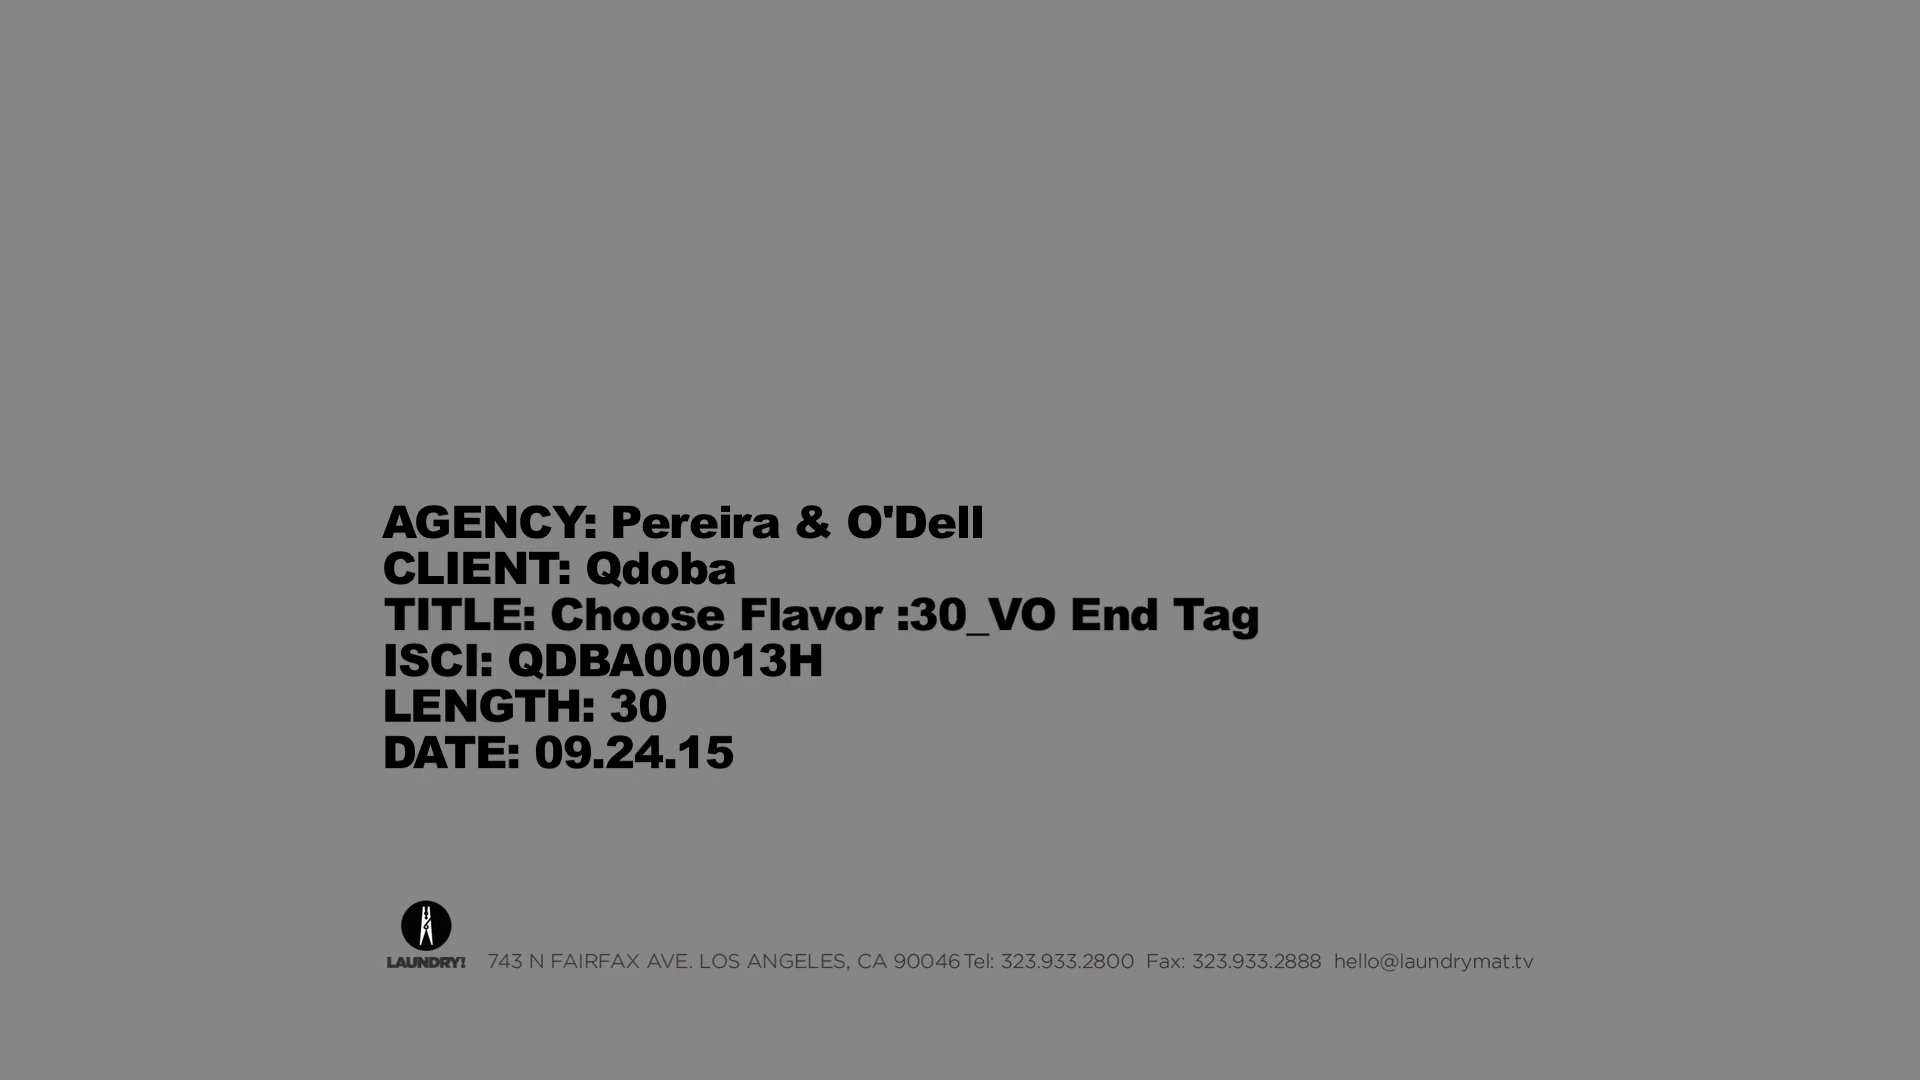 AGENCY: Pereira & O'Dell
CLIENT: Qdoba
TITLE: Choose Flavor :30_VO End Tag
ISCI: QDBA00013H
LENGTH: 30
DATE: 09.24.15
LAUNDRY! 743 N FAIRFAX AVE. LOS ANGELES, CA 90046 Tel: 323.933.2800 Fax: 323.933.2888 hello@laundrymat.tv